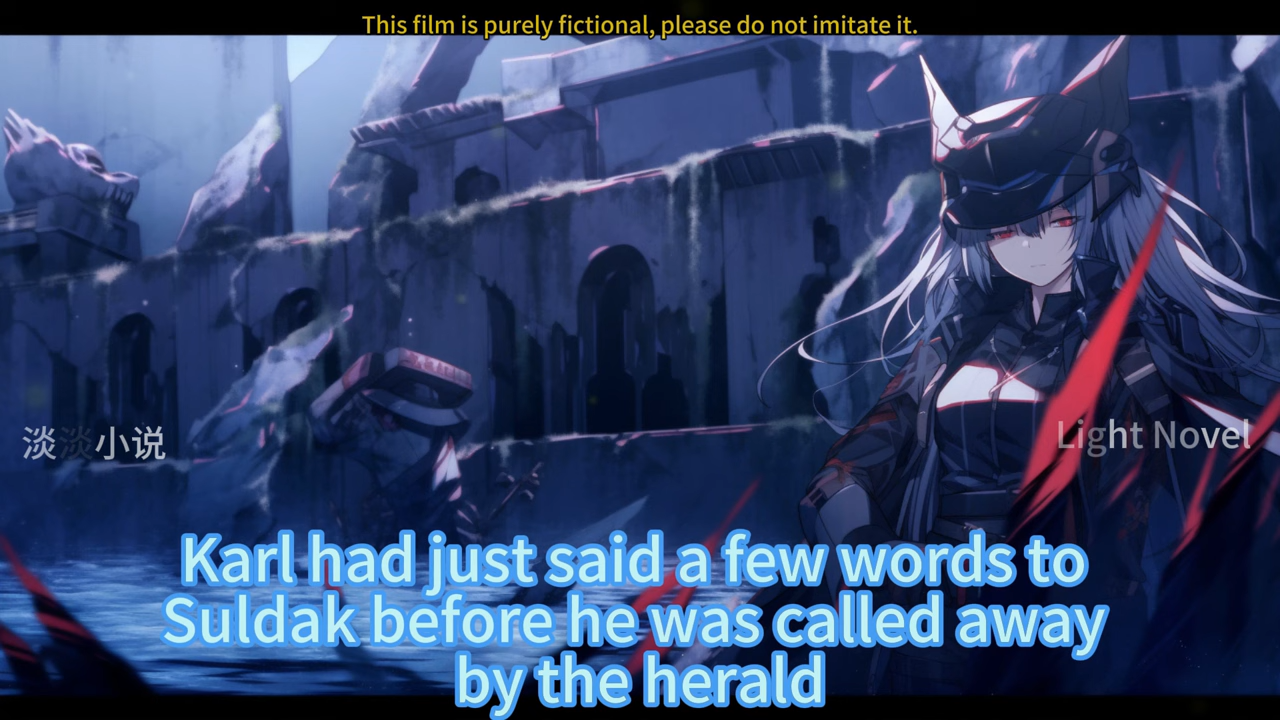 This film is purely fictional, please do not imitate it.
淡淡小说
Light Novel
Karl had just said a few words to
Suldak before he was called away
by the herald